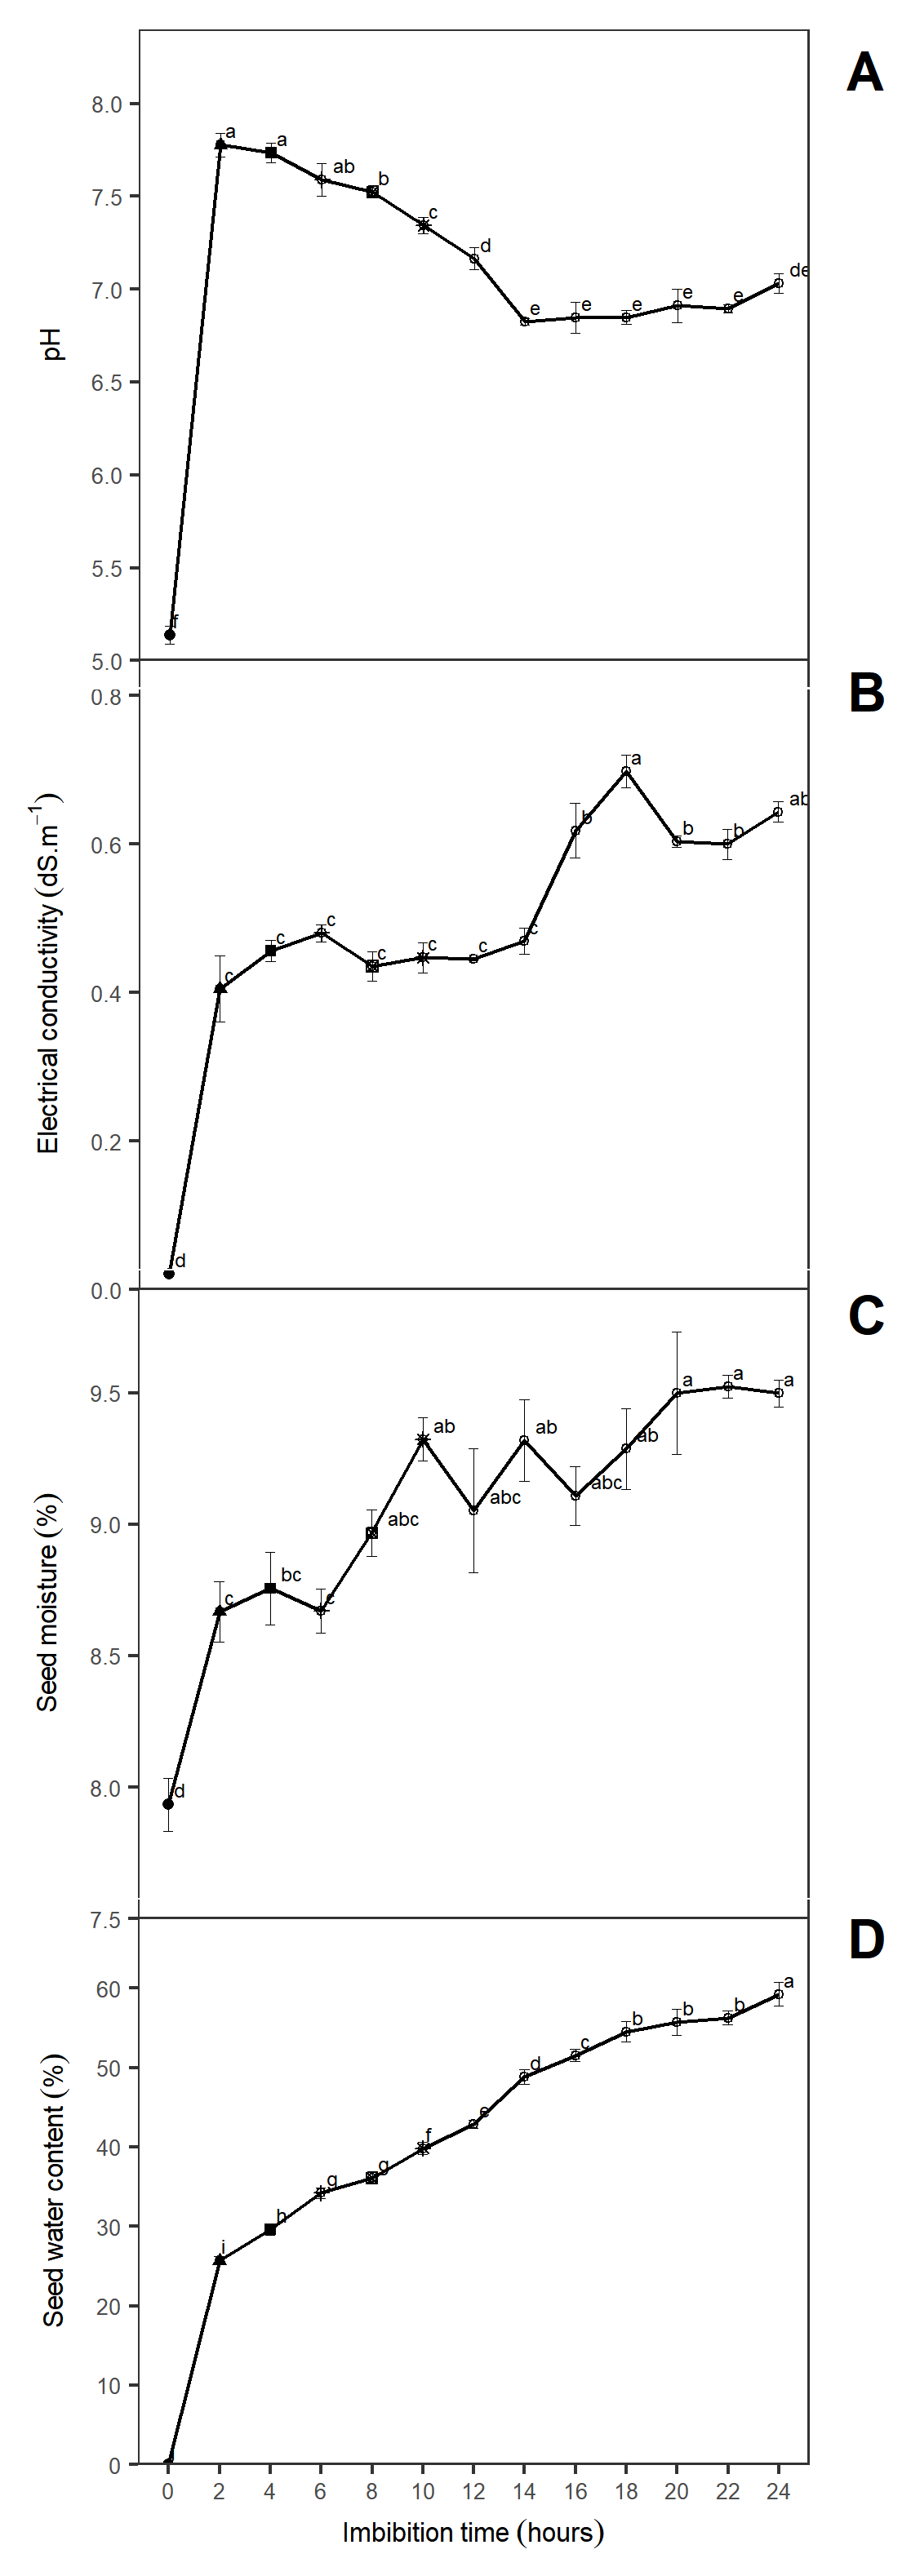 A
8.0
a
a
ab
7.5
b
c
d
7.0
de
e
e
e
e
e
pH
6.5
6.0
5.5
f
5.0
B
0.8
a
ab
b
b
b
0.6
Electrical conductivity (dS.m⁻¹)
c
c
c
c
c
c
c
0.4
0.2
d
0.0
C
9.5
a
a
a
ab
ab
ab
abc
abc
abc
9.0
Seed moisture (%)
bc
c
c
8.5
8.0
d
7.5
D
60
a
b
b
b
50
c
d
e
40
f
g
g
Seed water content (%)
30
h
i
20
10
0
0 2 4 6 8 10 12 14 16 18 20 22 24
Imbibition time (hours)